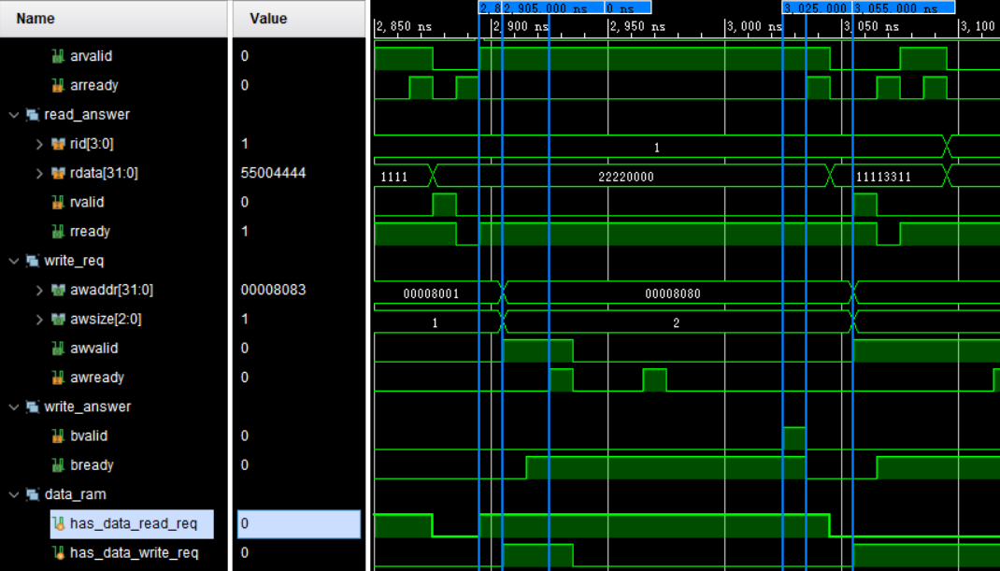 Name Value
2,8 2,905.000 ns 0 ns 3,025.000 3,055.000 ns
2,850 ns 2,900 ns 2,950 ns 3,000 ns 3,050 ns 3,100
arvalid 0
arready 0
read_answer
rid[3:0] 1 1
rdata[31:0] 55004444 1111 22220000 11113311
rvalid 0
rready 1
write_req
awaddr[31:0] 00008083 00008001 00008080
awsize[2:0] 1 1 2
awvalid 0
awready 0
write_answer
bvalid 0
bready 0
data_ram
has_data_read_req 0
has_data_write_req 0